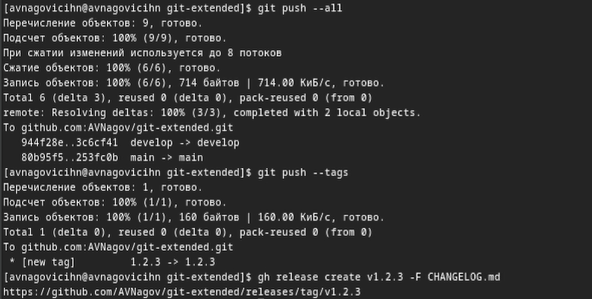 [avnagovicihn@avnagovicihn git-extended]$ git push --all
Перечисление объектов: 9, готово.
Подсчет объектов: 100% (9/9), готово.
При сжатии изменений используется до 8 потоков
Сжатие объектов: 100% (6/6), готово.
Запись объектов: 100% (6/6), 714 байтов | 714.00 КиБ/с, готово.
Total 6 (delta 3), reused 0 (delta 0), pack-reused 0 (from 0)
remote: Resolving deltas: 100% (3/3), completed with 2 local objects.
To github.com:AVNagov/git-extended.git
   944f28e..3c6cf41  develop -> develop
   80b95f5..253fc0b  main -> main
[avnagovicihn@avnagovicihn git-extended]$ git push --tags
Перечисление объектов: 1, готово.
Подсчет объектов: 100% (1/1), готово.
Запись объектов: 100% (1/1), 160 байтов | 160.00 КиБ/с, готово.
Total 1 (delta 0), reused 0 (delta 0), pack-reused 0 (from 0)
To github.com:AVNagov/git-extended.git
 * [new tag]         1.2.3 -> 1.2.3
[avnagovicihn@avnagovicihn git-extended]$ gh release create v1.2.3 -F CHANGELOG.md
https://github.com/AVNagov/git-extended/releases/tag/v1.2.3